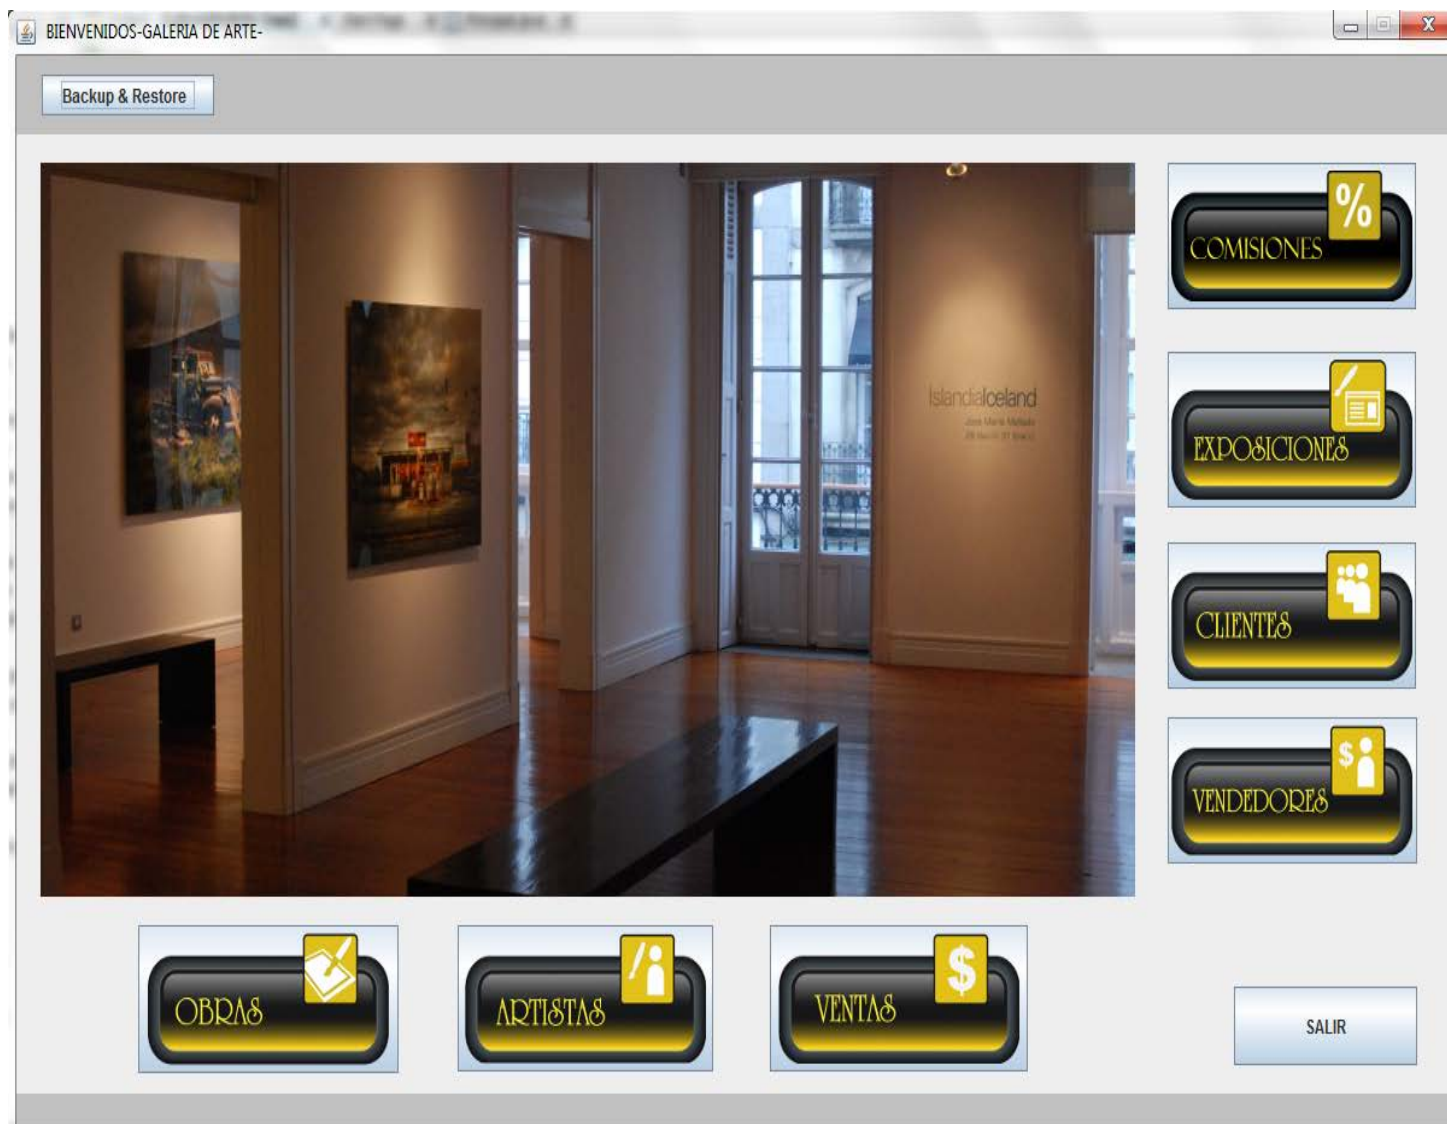 BIENVENIDOS-GALERIA DE ARTE-
Backup & Restore
%
COMISIONES
IslandiaIceland
EXPOSICIONES
CLIENTES
$
VENDEDORES
OBRAS
ARTISTAS
$
VENTAS
SALIR